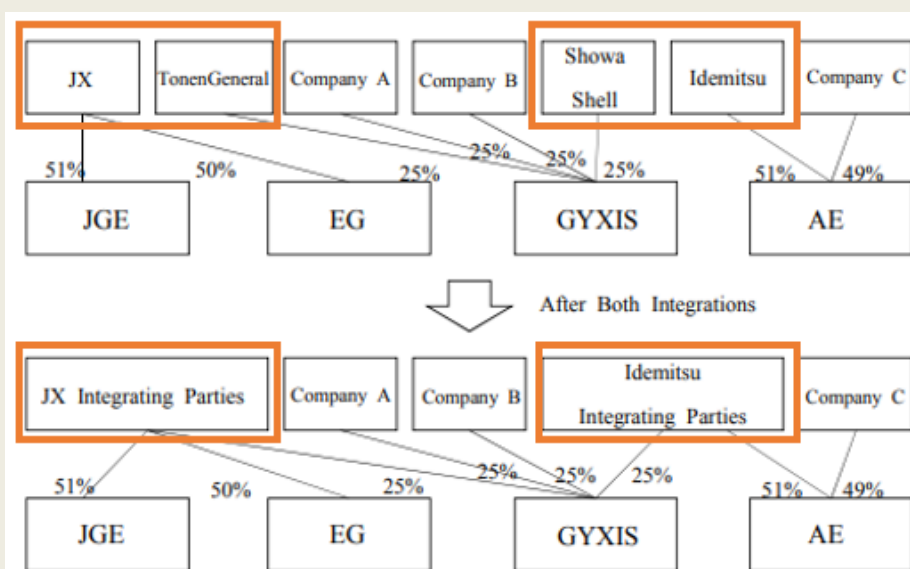 JX
TonenGeneral
Company A
Company B
Showa
Shell
Idemitsu
Company C
51%
50%
25%
25%
25%
25%
51%
49%
JGE
EG
GYXIS
AE
After Both Integrations
JX Integrating Parties
Company A
Company B
Idemitsu
Integrating Parties
Company C
51%
50%
25%
25%
25%
25%
51%
49%
JGE
EG
GYXIS
AE